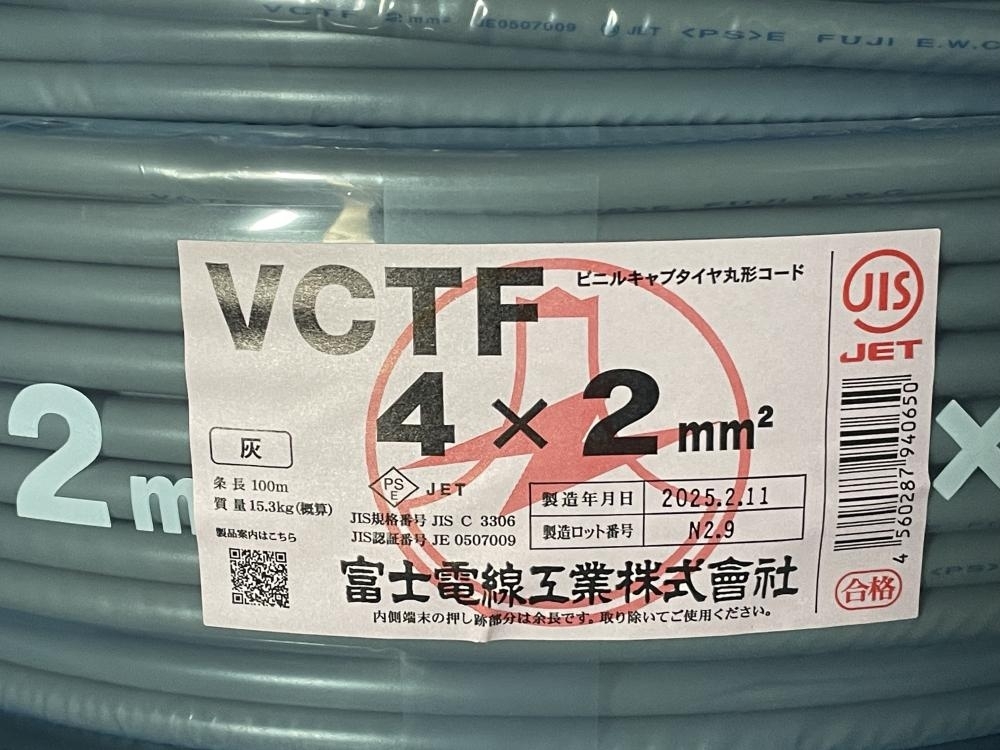 VCTF 2mm² JE0507009 JET <PS>E FUJI E.W.C
VCTF
ビニルキャブタイヤ丸形コード
4×2mm²
灰
条長 100m
質量 15.3kg(概算)
製品案内はこちら
PS
E
JET
JIS規格番号 JIS C 3306
JIS認証番号 JE 0507009
製造年月日 2025.2.11
製造ロット番号 N2.9
富士電線工業株式會社
内側端末の押し跡部分は余長です。取り除いてご使用ください。
JIS
JET
4560287940650
合格
2m
×
<PS>